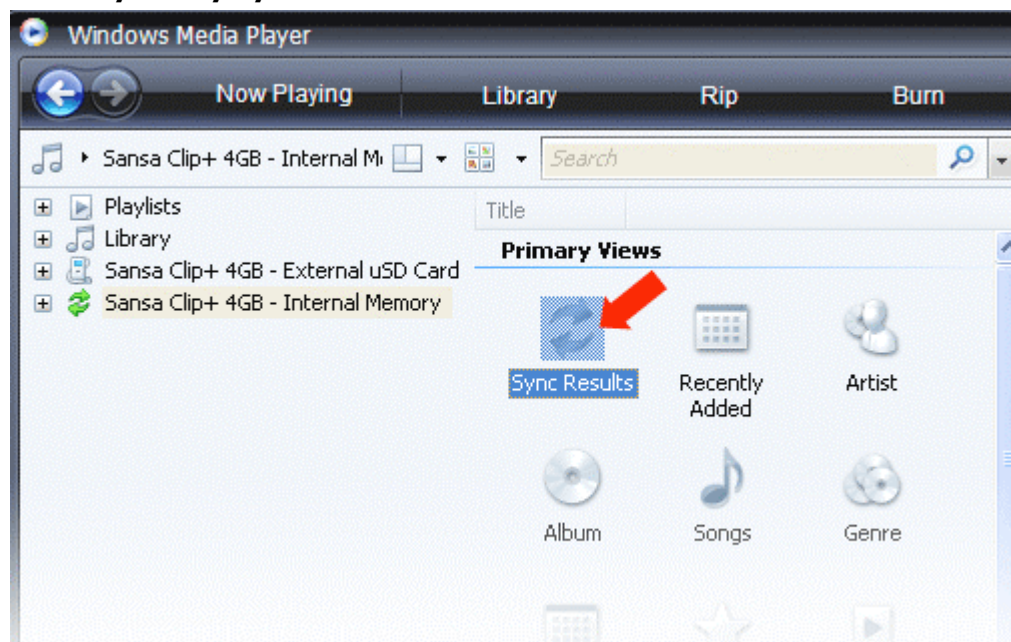 Windows Media Player
Now Playing Library Rip Burn
Sansa Clip+ 4GB - Internal M Search
Playlists
Library
Sansa Clip+ 4GB - External uSD Card
Sansa Clip+ 4GB - Internal Memory
Title
Primary Views
Sync Results Recently Added Artist
Album Songs Genre